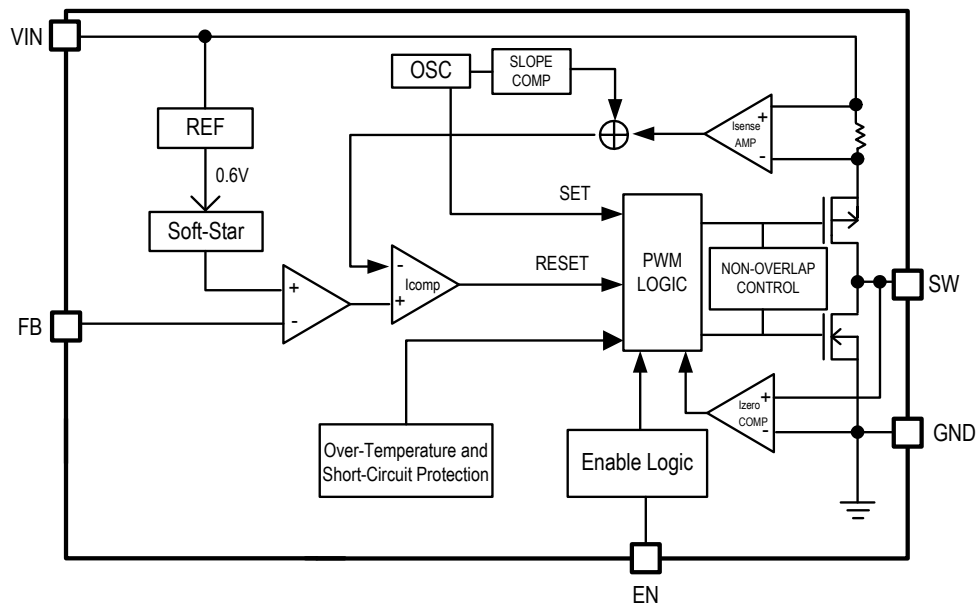 VIN
OSC
SLOPE
COMP
REF
+
Isense
AMP
-
0.6V
SET
Soft-Star
PWM
LOGIC
-
Icomp
+
RESET
NON-OVERLAP
CONTROL
SW
+
-
FB
+
Izero
COMP
-
GND
Over-Temperature and
Short-Circuit Protection
Enable Logic
EN